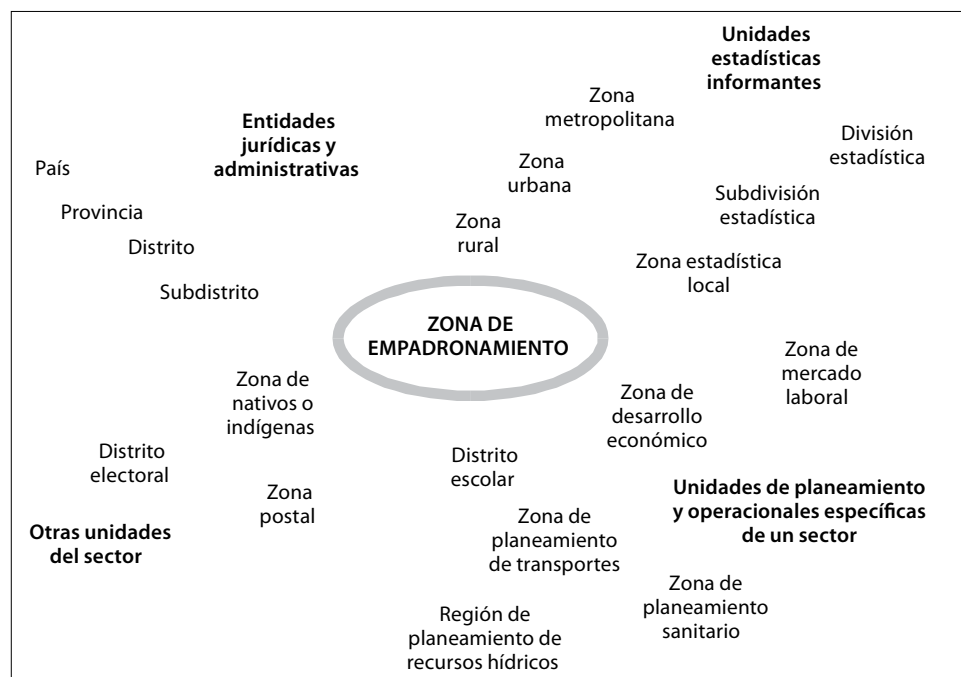 Unidades
estadísticas
informantes
Zona
metropolitana
Entidades
jurídicas y
administrativas
División
estadística
País
Zona
urbana
Subdivisión
estadística
Provincia
Zona
rural
Distrito
Zona estadística
local
Subdistrito
ZONA DE
EMPADRONAMIENTO
Zona de
mercado
laboral
Zona de
nativos o
indígenas
Zona de
desarrollo
económico
Distrito
electoral
Distrito
escolar
Zona
postal
Unidades de planeamiento
y operacionales específicas
de un sector
Otras unidades
del sector
Zona de
planeamiento
de transportes
Zona de
planeamiento
sanitario
Región de
planeamiento de
recursos hídricos